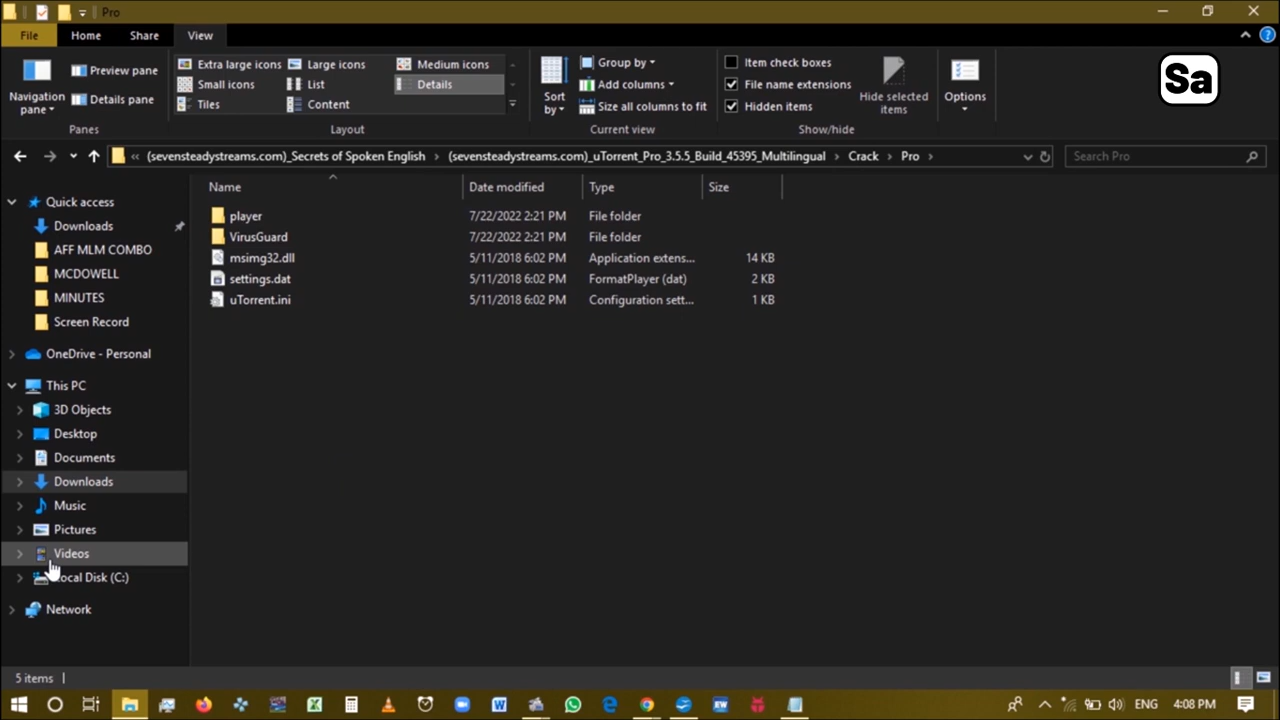 Pro
File Home Share View
Navigation pane
Preview pane
Details pane
Panes
Extra large icons Large icons Medium icons
Small icons List Details
Tiles Content
Layout
Sort by
Group by
Add columns
Size all columns to fit
Current view
Item check boxes
File name extensions
Hidden items
Hide selected items
Show/hide
Options
Sa
« (sevensteadystreams.com)_Secrets of Spoken English > (sevensteadystreams.com)_uTorrent_Pro_3.5.5_Build_45395_Multilingual > Crack > Pro >
Search Pro
Name Date modified Type Size
player 7/22/2022 2:21 PM File folder
VirusGuard 7/22/2022 2:21 PM File folder
msimg32.dll 5/11/2018 6:02 PM Application extens... 14 KB
settings.dat 5/11/2018 6:02 PM FormatPlayer (dat) 2 KB
uTorrent.ini 5/11/2018 6:02 PM Configuration sett... 1 KB
Quick access
Downloads
AFF MLM COMBO
MCDOWELL
MINUTES
Screen Record
OneDrive - Personal
This PC
3D Objects
Desktop
Documents
Downloads
Music
Pictures
Videos
Local Disk (C:)
Network
5 items
ENG 4:08 PM